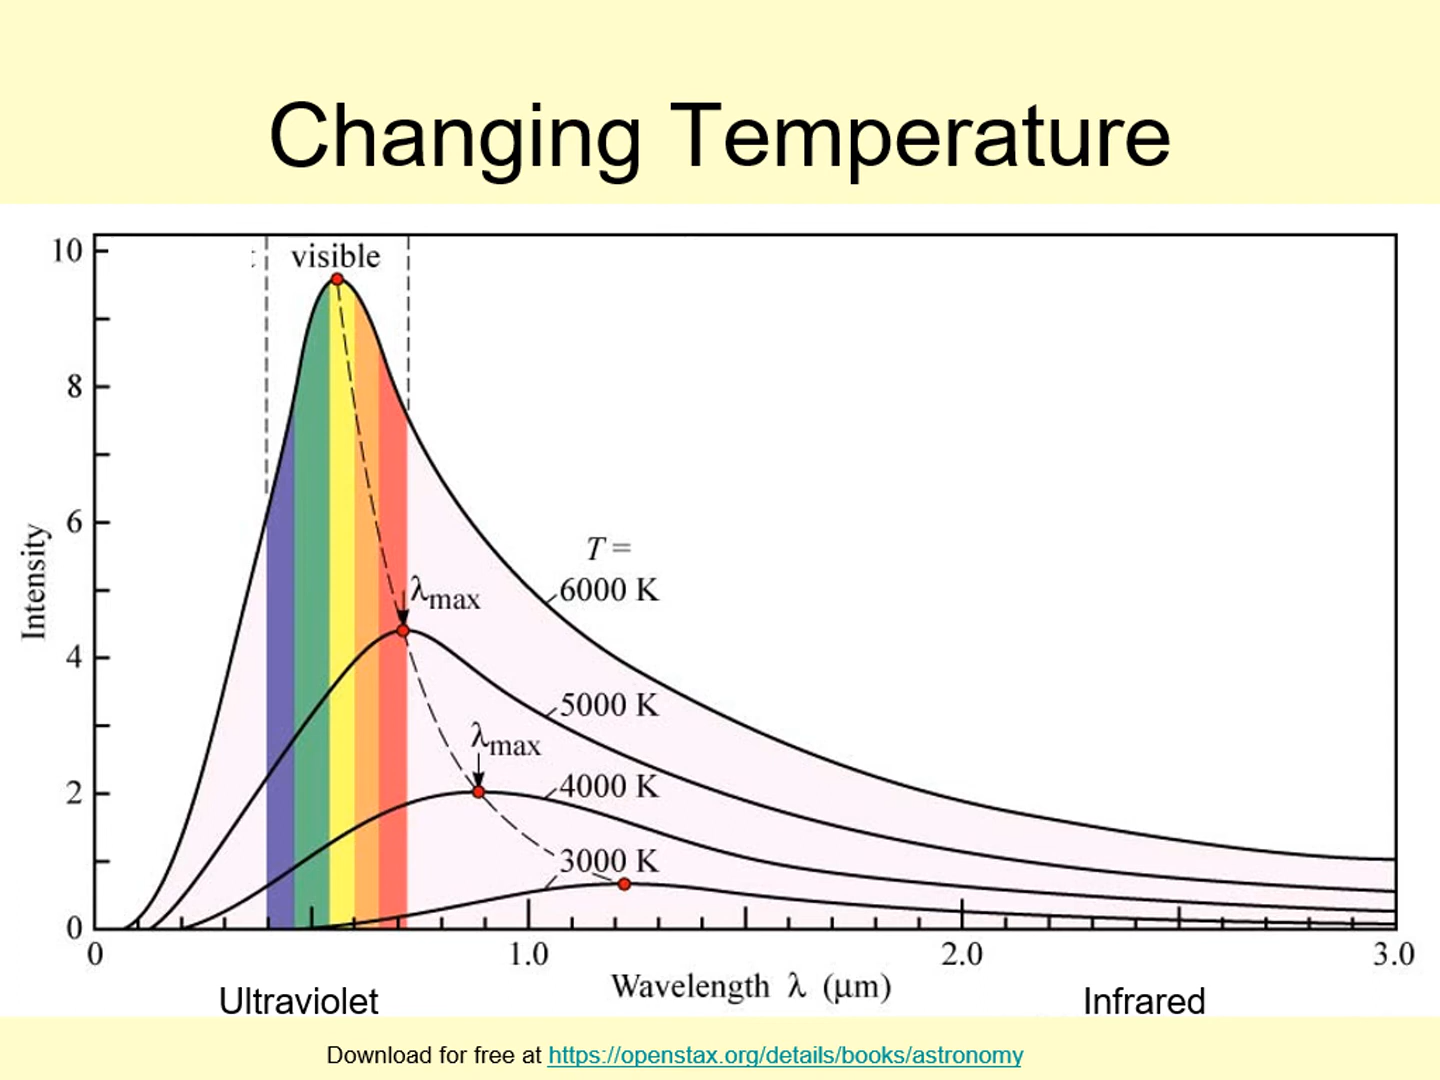 Changing Temperature
10
visible
8
6
4
2
0
Intensity
T =
6000 K
λmax
5000 K
λmax
4000 K
3000 K
0 1.0 2.0 3.0
Wavelength λ (μm)
Ultraviolet Infrared
Download for free at https://openstax.org/details/books/astronomy